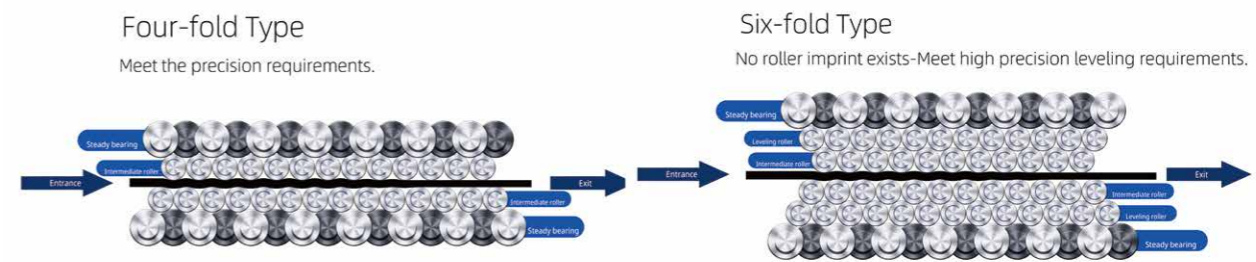 Four-fold Type
Meet the precision requirements.
Steady bearing
Intermediate roller
Entrance
Exit
Intermediate roller
Steady bearing
Six-fold Type
No roller imprint exists-Meet high precision leveling requirements.
Steady bearing
Leveling roller
Intermediate roller
Entrance
Exit
Intermediate roller
Leveling roller
Steady bearing